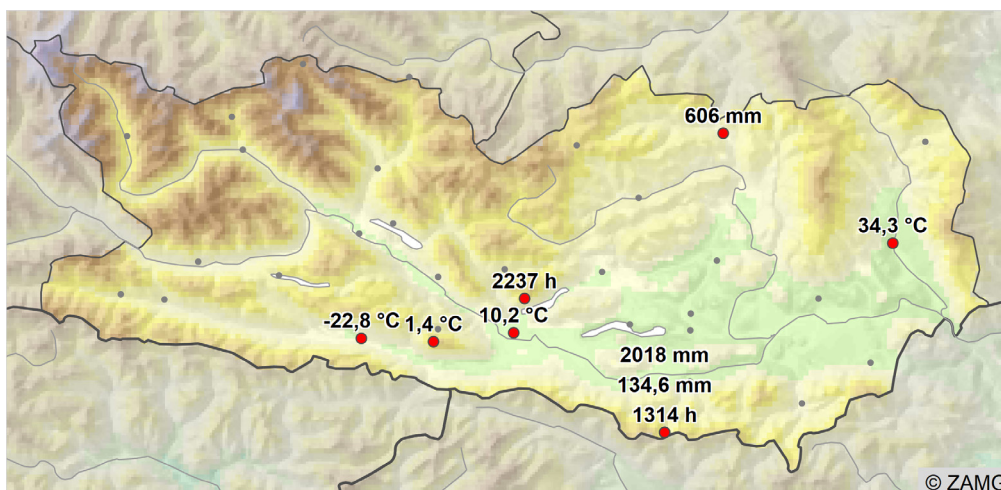 606 mm
34,3 °C
2237 h
-22,8 °C
1,4 °C
10,2 °C
2018 mm
134,6 mm
1314 h
© ZAMG